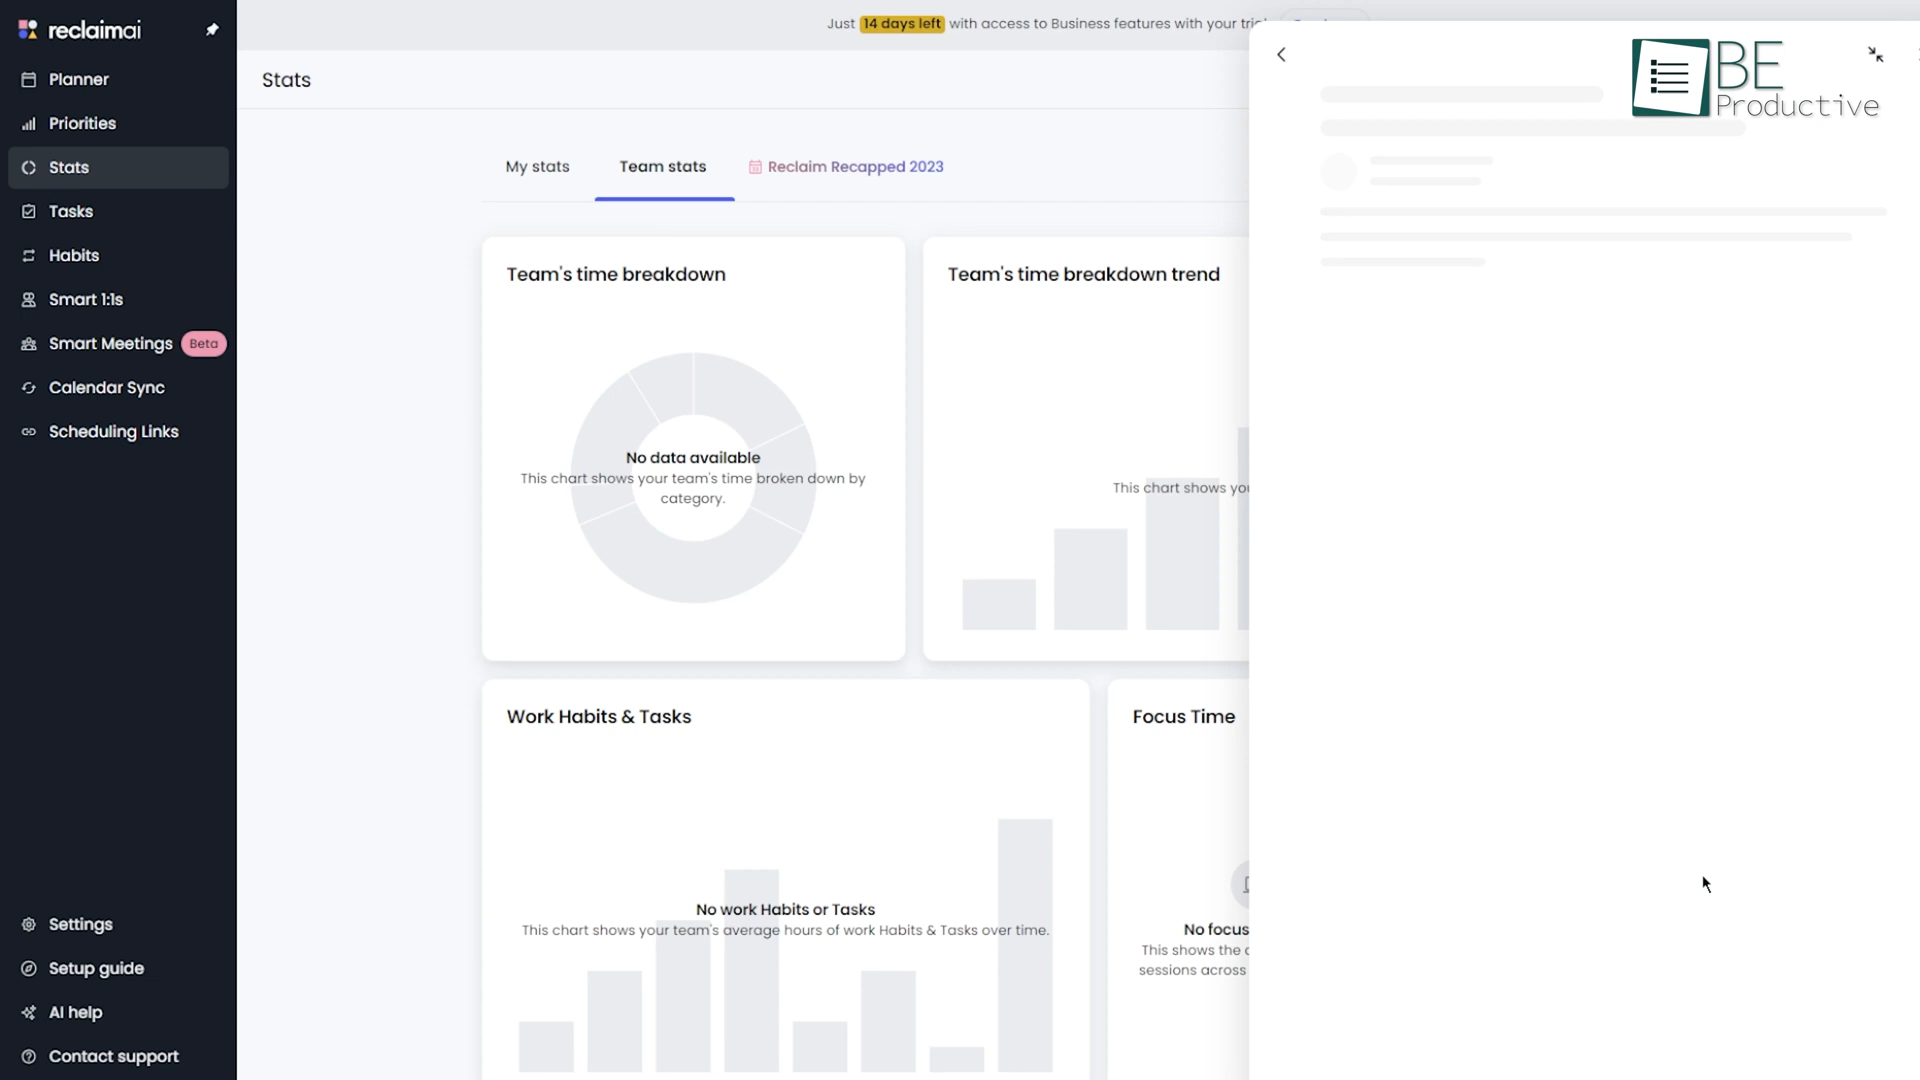 reclaimai
Planner
Priorities
Stats
Tasks
Habits
Smart 1:1s
Smart Meetings Beta
Calendar Sync
Scheduling Links
Settings
Setup guide
AI help
Contact support
Just 14 days left with access to Business features with your
Stats
My stats
Team stats
Reclaim Recapped 2023
Team's time breakdown
No data available
This chart shows your team's time broken down by
category.
Team's time breakdown trend
This chart shows
Work Habits & Tasks
No work Habits or Tasks
This chart shows your team's average hours of work Habits & Tasks over time.
Focus Time
No focus
This shows the
sessions across
BE
Productive